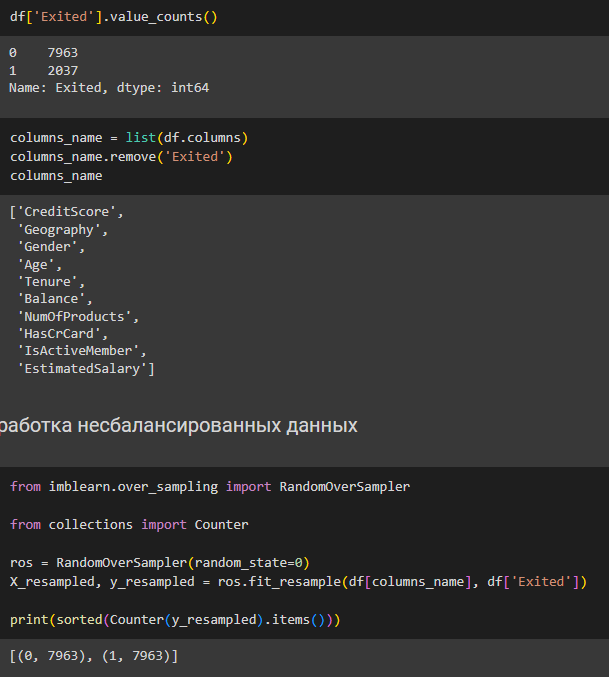 df['Exited'].value_counts()
0    7963
1    2037
Name: Exited, dtype: int64
columns_name = list(df.columns)
columns_name.remove('Exited')
columns_name
['CreditScore',
 'Geography',
 'Gender',
 'Age',
 'Tenure',
 'Balance',
 'NumOfProducts',
 'HasCrCard',
 'IsActiveMember',
 'EstimatedSalary']
работка несбалансированных данных
from imblearn.over_sampling import RandomOverSampler
from collections import Counter
ros = RandomOverSampler(random_state=0)
X_resampled, y_resampled = ros.fit_resample(df[columns_name], df['Exited'])
print(sorted(Counter(y_resampled).items()))
[(0, 7963), (1, 7963)]